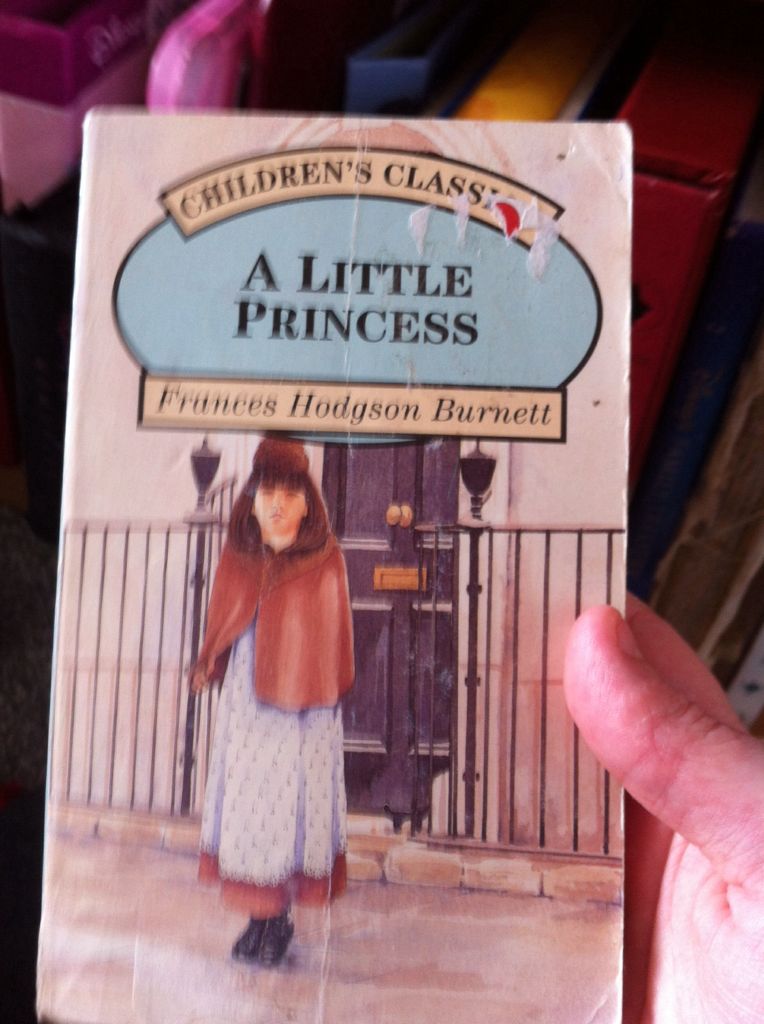 CHILDREN'S
A LITTLE
PRINCESS
Frances Hodgson Burnett